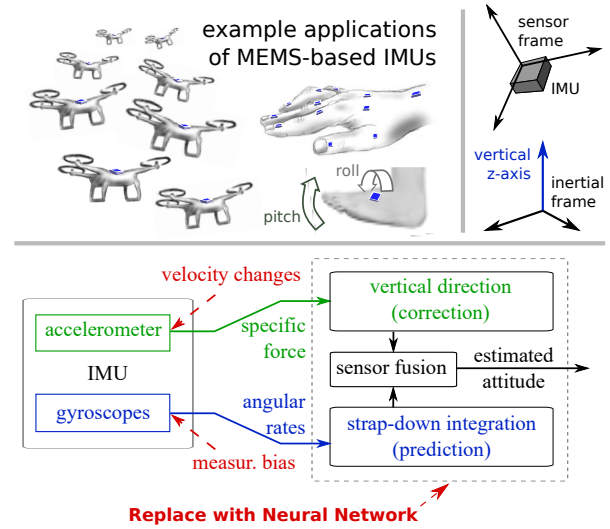 example applications
of MEMS-based IMUs
roll
pitch
sensor
frame
IMU
vertical
z-axis
inertial
frame
velocity changes
accelerometer
IMU
gyroscopes
measur. bias
specific
force
angular
rates
vertical direction
(correction)
sensor fusion
strap-down integration
(prediction)
estimated
attitude
Replace with Neural Network